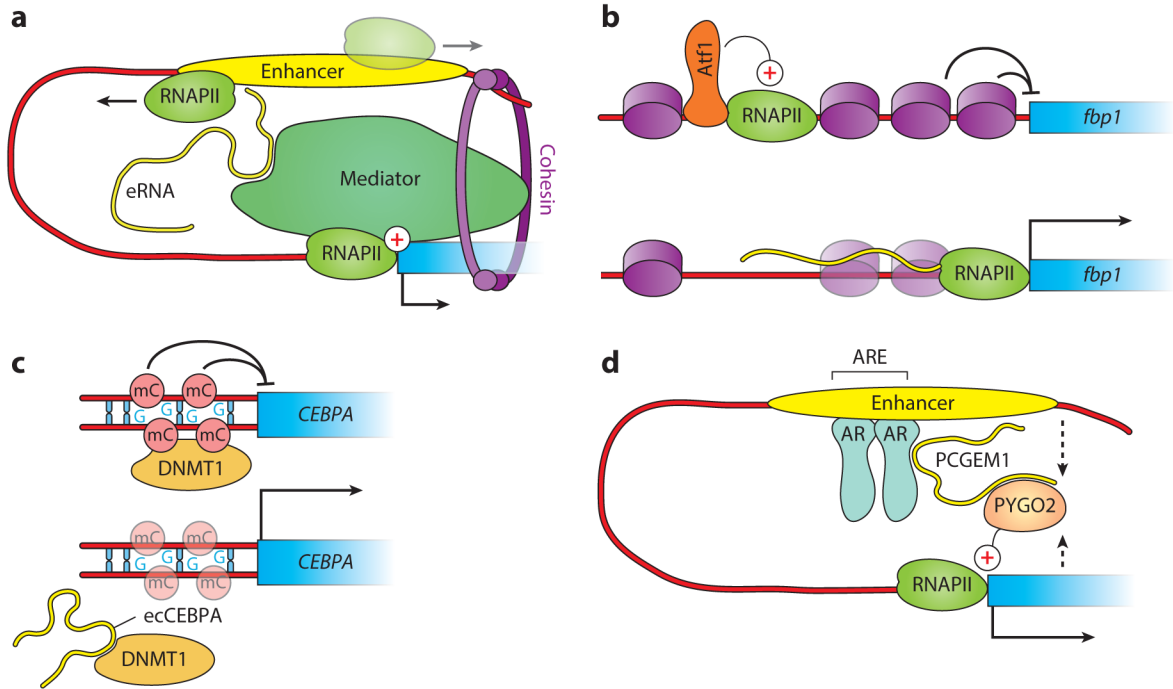 a
Enhancer
RNAPII
eRNA
Mediator
Cohesin
RNAPII
+
b
Atf1
+
RNAPII
fbp1
RNAPII
fbp1
c
mC mC
G G
CEBPA
mC mC
DNMT1
mC mC
G G
CEBPA
mC mC
ecCEBPA
DNMT1
d
ARE
Enhancer
AR AR
PCGEM1
PYGO2
+
RNAPII